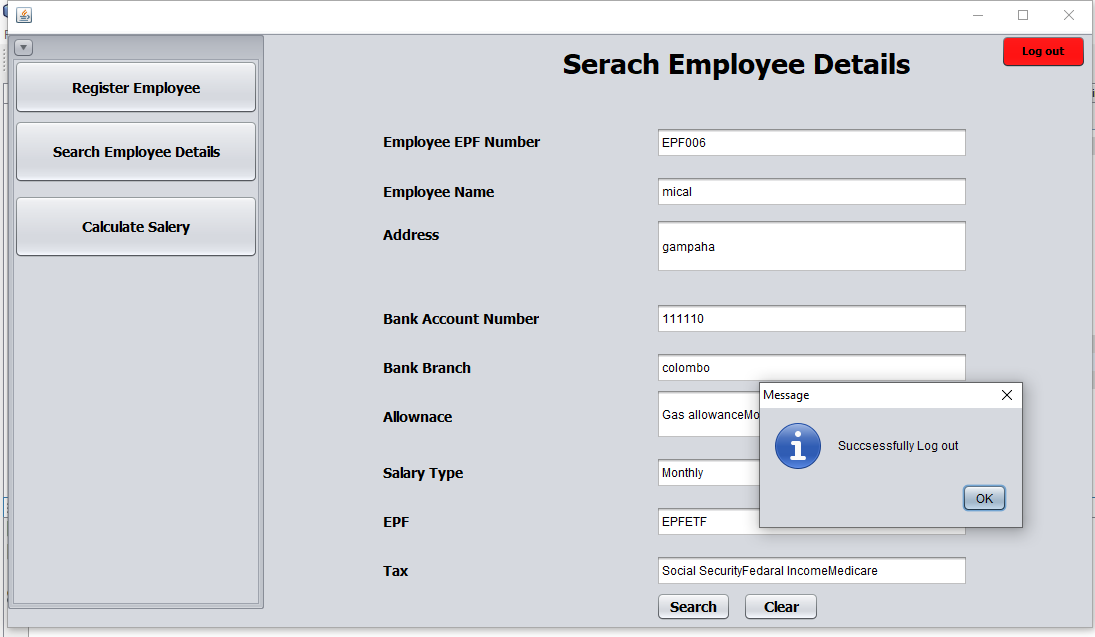 Log out
Serach Employee Details
Register Employee
Search Employee Details
Calculate Salery
Employee EPF Number
EPF006
Employee Name
mical
Address
gampaha
Bank Account Number
111110
Bank Branch
colombo
Allownace
Gas allowanceMo
Salary Type
Monthly
EPF
EPFETF
Tax
Social SecurityFedaral IncomeMedicare
Search
Clear
Message
Succsessfully Log out
OK